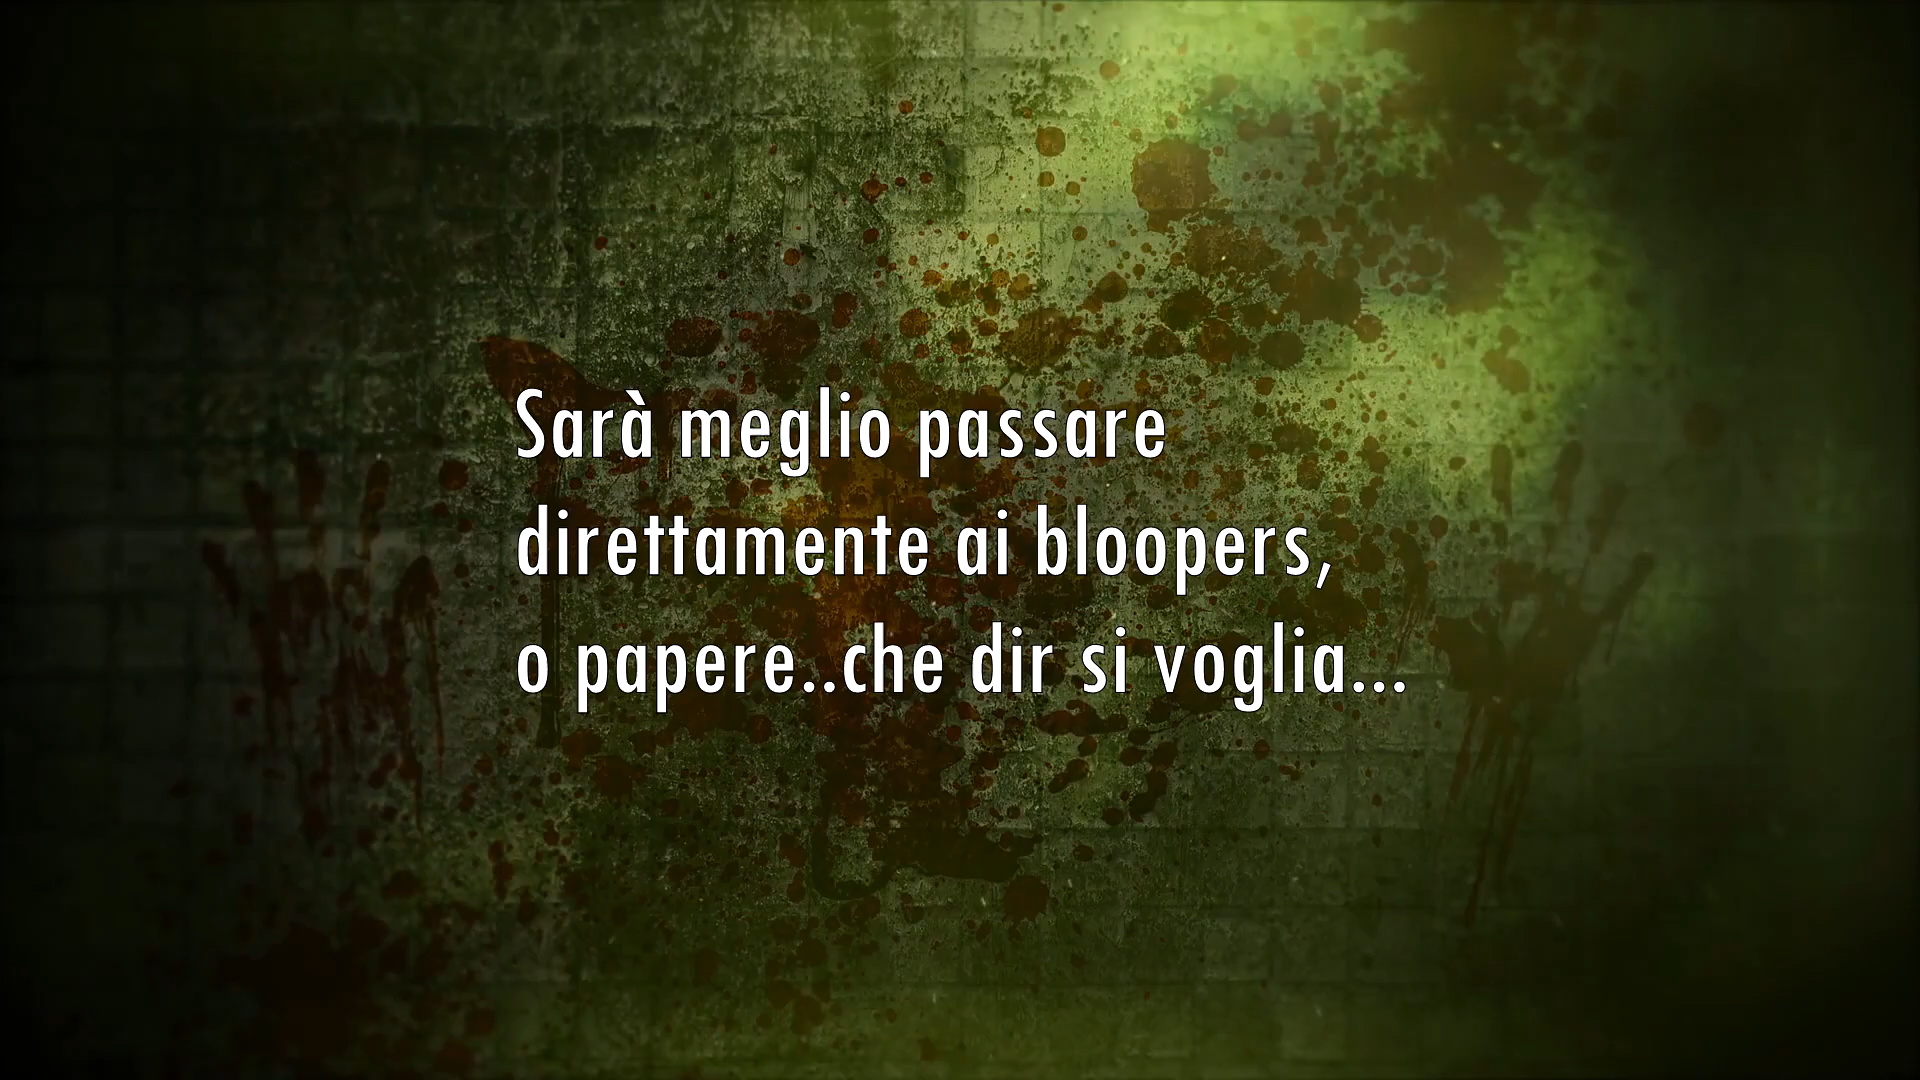 Sarà meglio passare
direttamente ai bloopers,
o papere..che dir si voglia...